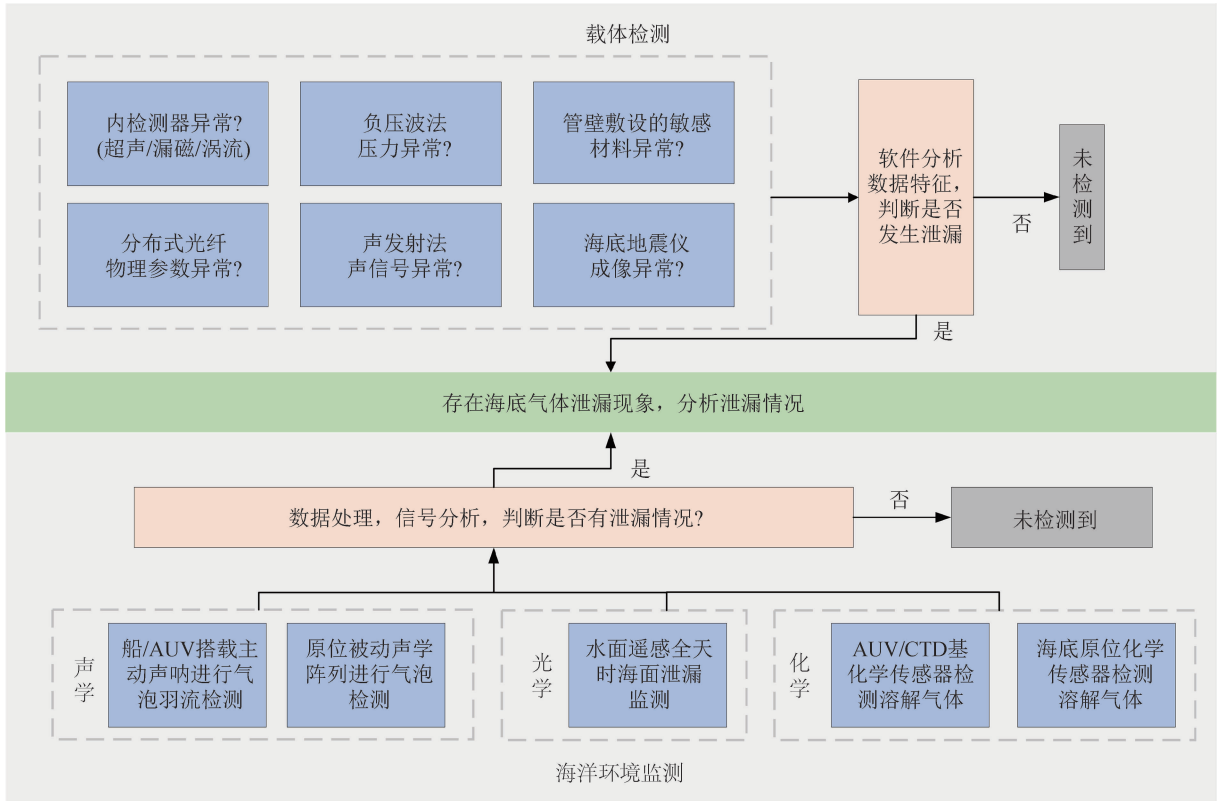 载体检测
内检测器异常?
(超声/漏磁/涡流)
负压波法
压力异常?
管壁敷设的敏感
材料异常?
分布式光纤
物理参数异常?
声发射法
声信号异常?
海底地震仪
成像异常?
软件分析
数据特征，
判断是否
发生泄漏
否
未
检
测
到
是
存在海底气体泄漏现象，分析泄漏情况
是
数据处理，信号分析，判断是否有泄漏情况?
否
未检测到
声
学
船/AUV搭载主
动声呐进行气
泡羽流检测
原位被动声学
阵列进行气泡
检测
光
学
水面遥感全天
时海面泄漏
监测
化
学
AUV/CTD基
化学传感器检
测溶解气体
海底原位化学
传感器检测
溶解气体
海洋环境监测